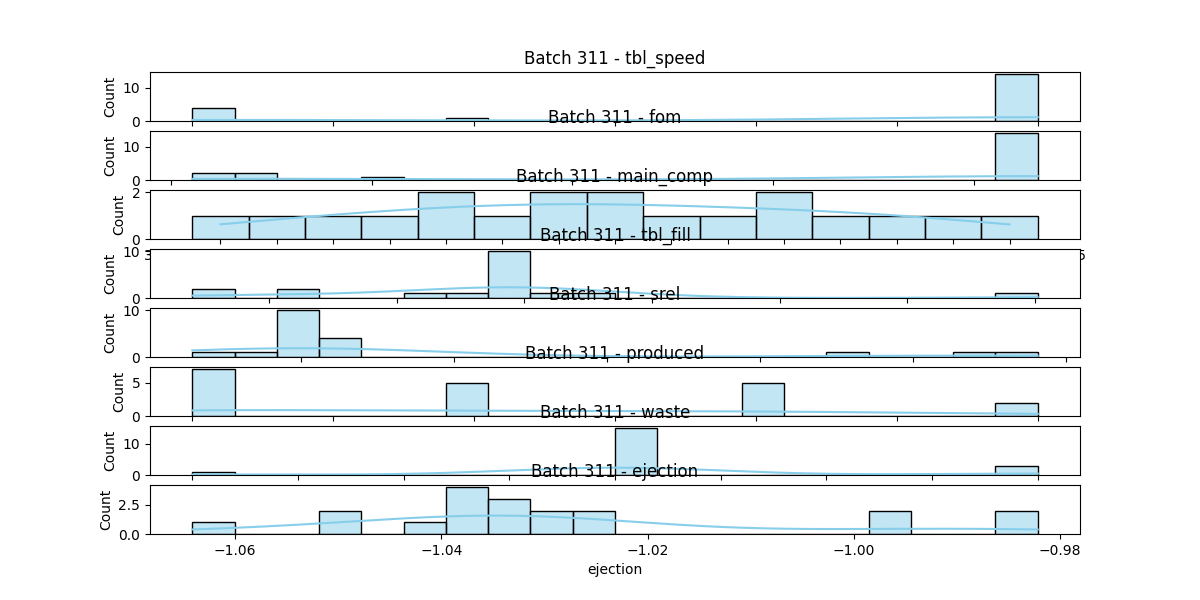 Batch 311 - tbl_speed
Count
10
0
Batch 311 - fom
Count
10
0
Batch 311 - main_comp
Count
2
0
Batch 311 - tbl_fill
Count
10
0
Batch 311 - srel
Count
10
0
Batch 311 - produced
Count
5
0
Batch 311 - waste
Count
10
0
Batch 311 - ejection
Count
2.5
0.0
−1.06 −1.04 −1.02 −1.00 −0.98
ejection